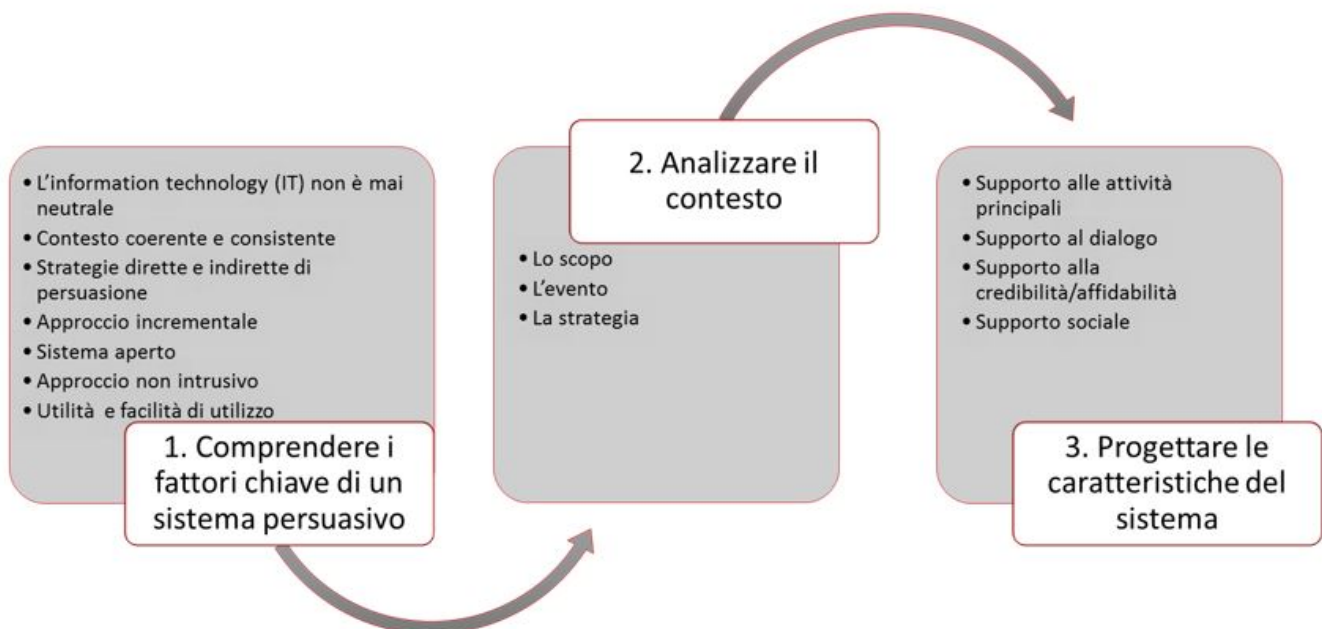 • L'information technology (IT) non è mai
neutrale
• Contesto coerente e consistente
• Strategie dirette e indirette di
persuasione
• Approccio incrementale
• Sistema aperto
• Approccio non intrusivo
• Utilità e facilità di utilizzo
1. Comprendere i
fattori chiave di un
sistema persuasivo
2. Analizzare il
contesto
• Lo scopo
• L'evento
• La strategia
• Supporto alle attività
principali
• Supporto al dialogo
• Supporto alla
credibilità/affidabilità
• Supporto sociale
3. Progettare le
caratteristiche del
sistema